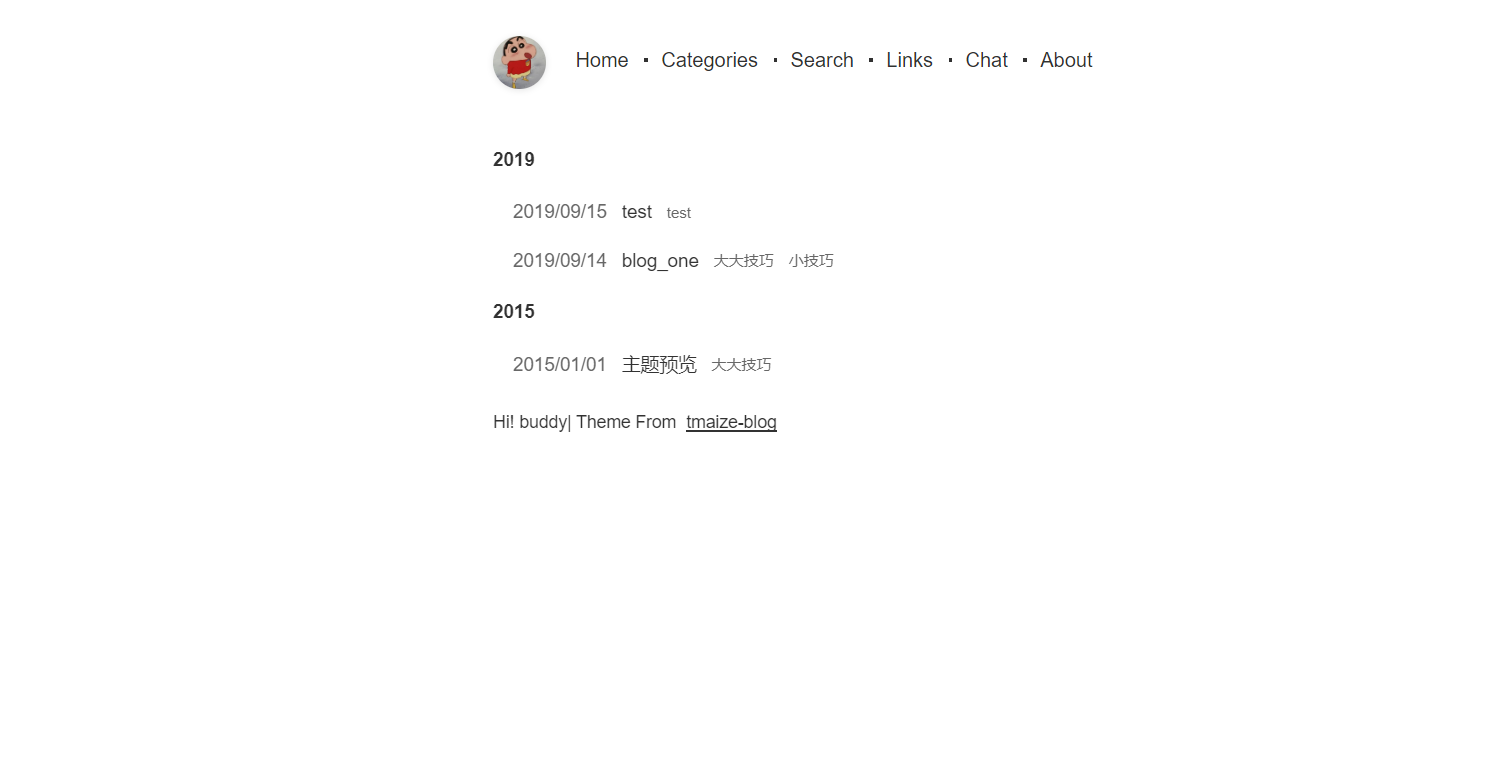 Home · Categories · Search · Links · Chat · About
2019
2019/09/15 test test
2019/09/14 blog_one 大大技巧 小技巧
2015
2015/01/01 主题预览 大大技巧
Hi! buddy| Theme From tmaize-blog